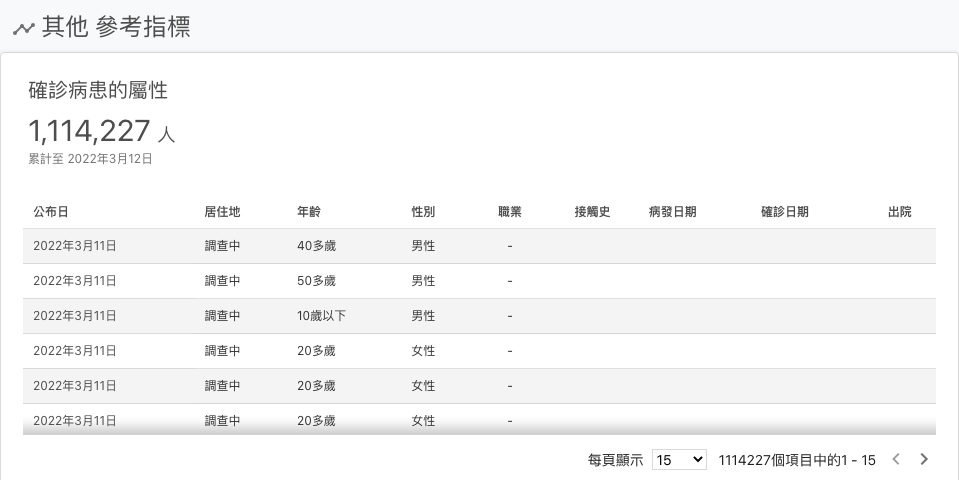 其他 參考指標
確診病患的屬性
1,114,227 人
累計至 2022年3月12日
公布日 居住地 年齡 性別 職業 接觸史 病發日期 確診日期 出院
2022年3月11日 調查中 40多歲 男性 -
2022年3月11日 調查中 50多歲 男性 -
2022年3月11日 調查中 10歲以下 男性 -
2022年3月11日 調查中 20多歲 女性 -
2022年3月11日 調查中 20多歲 女性 -
2022年3月11日 調查中 20多歲 女性 -
每頁顯示 15 1114227個項目中的1 - 15